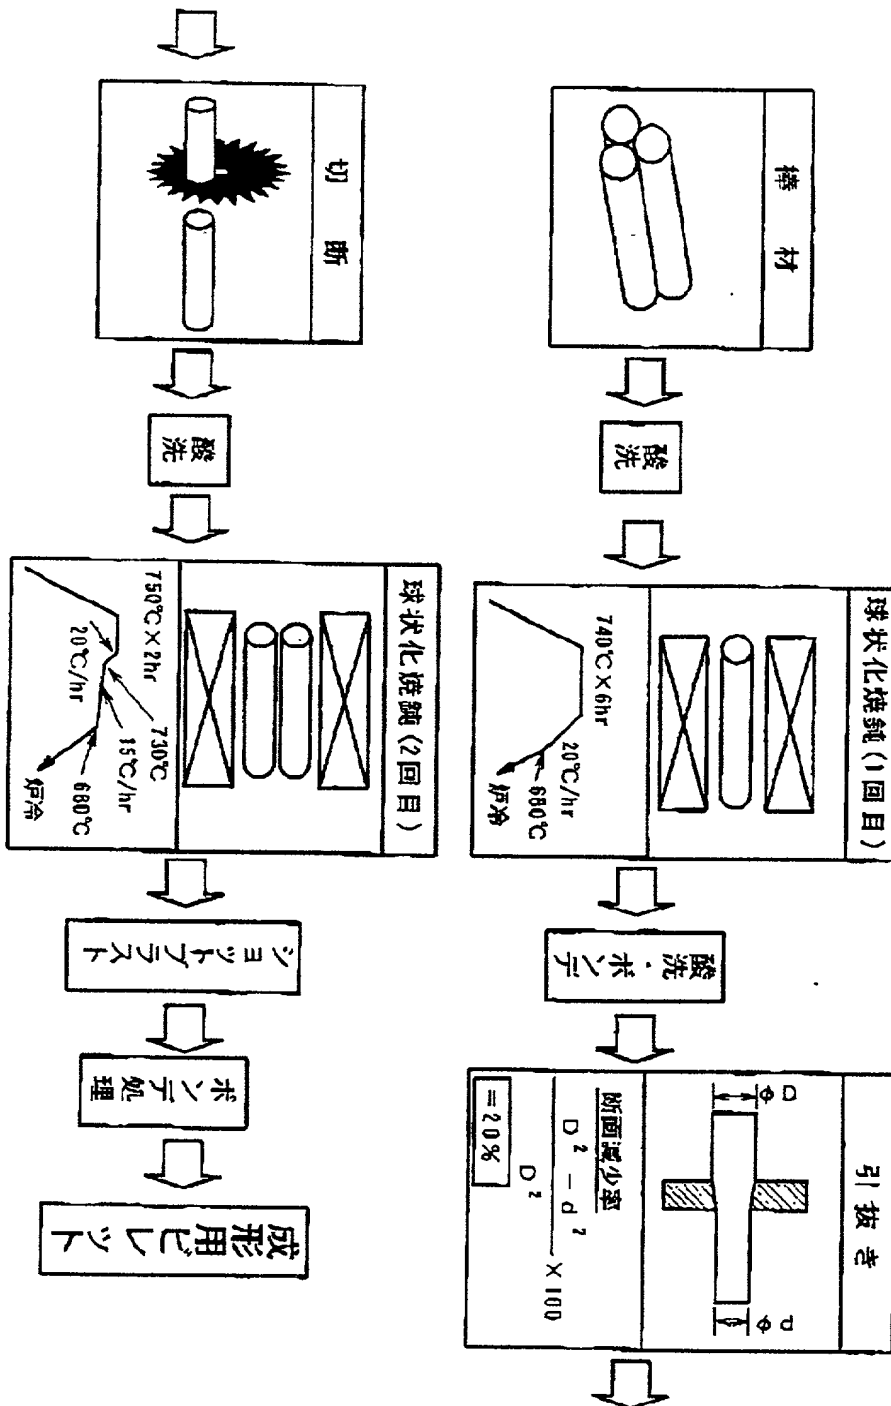 棒材
酸洗
球状化焼鈍(1回目)
740℃×6hr
20℃/hr
680℃
炉冷
酸洗・ボンデ
引抜き
Dφ
dφ
断面減少率
D² - d²
D²
×100
=20%
切断
酸洗
球状化焼鈍(2回目)
750℃×2hr
20℃/hr
730℃
15℃/hr
680℃
炉冷
ショットブラスト
ボンデ処理
成形用ビレット